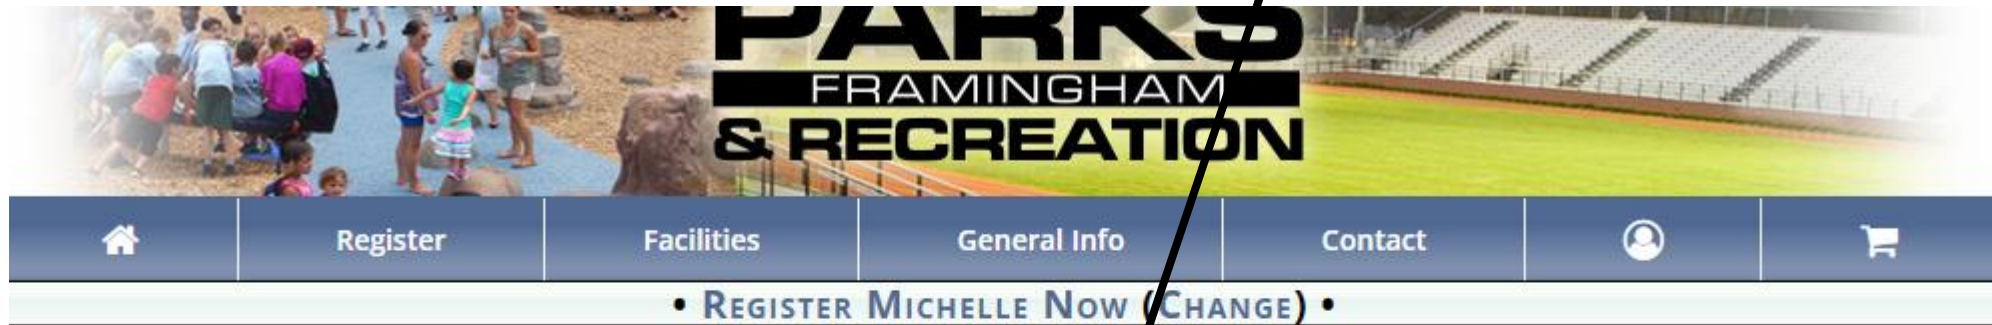 PARKS
FRAMINGHAM
& RECREATION
Register Facilities General Info Contact
• REGISTER MICHELLE NOW (CHANGE) •